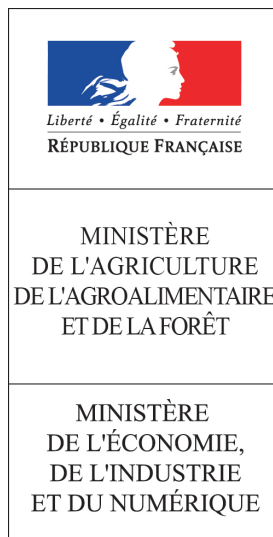 Liberté • Égalité • Fraternité
RÉPUBLIQUE FRANÇAISE
MINISTÈRE
DE L'AGRICULTURE
DE L'AGROALIMENTAIRE
ET DE LA FORÊT
MINISTÈRE
DE L'ÉCONOMIE,
DE L'INDUSTRIE
ET DU NUMÉRIQUE